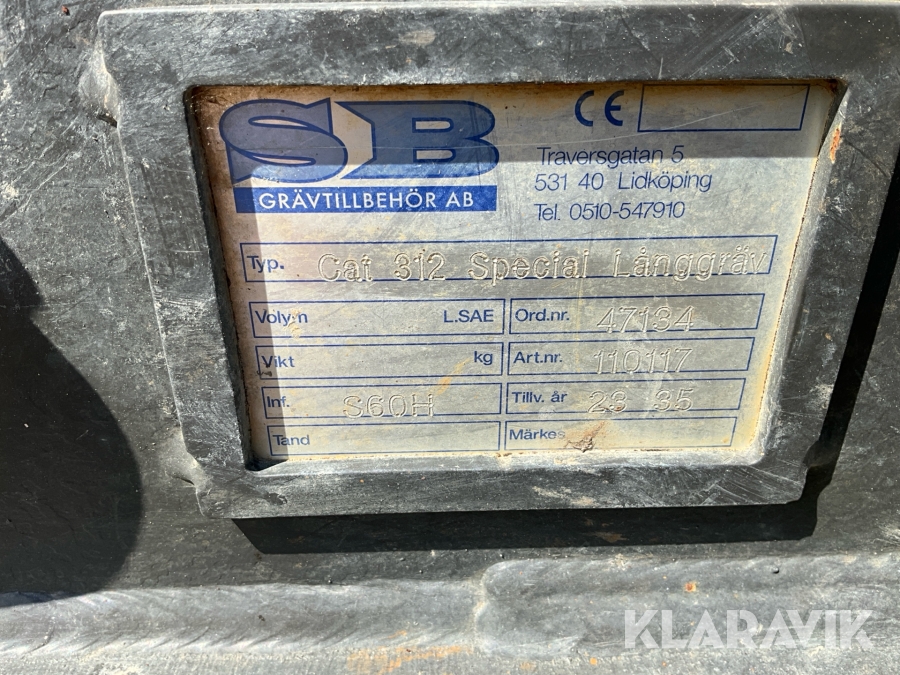 SB
GRÄVTILLBEHÖR AB
CE
Traversgatan 5
531 40 Lidköping
Tel. 0510-547910
Typ. Cat 312 Special Långgräv
Volym L.SAE
Ord.nr. 47134
Vikt kg
Art.nr. 110117
Inf. S60H
Tillv. år 23 35
Tand
Märkes
KLARAVIK